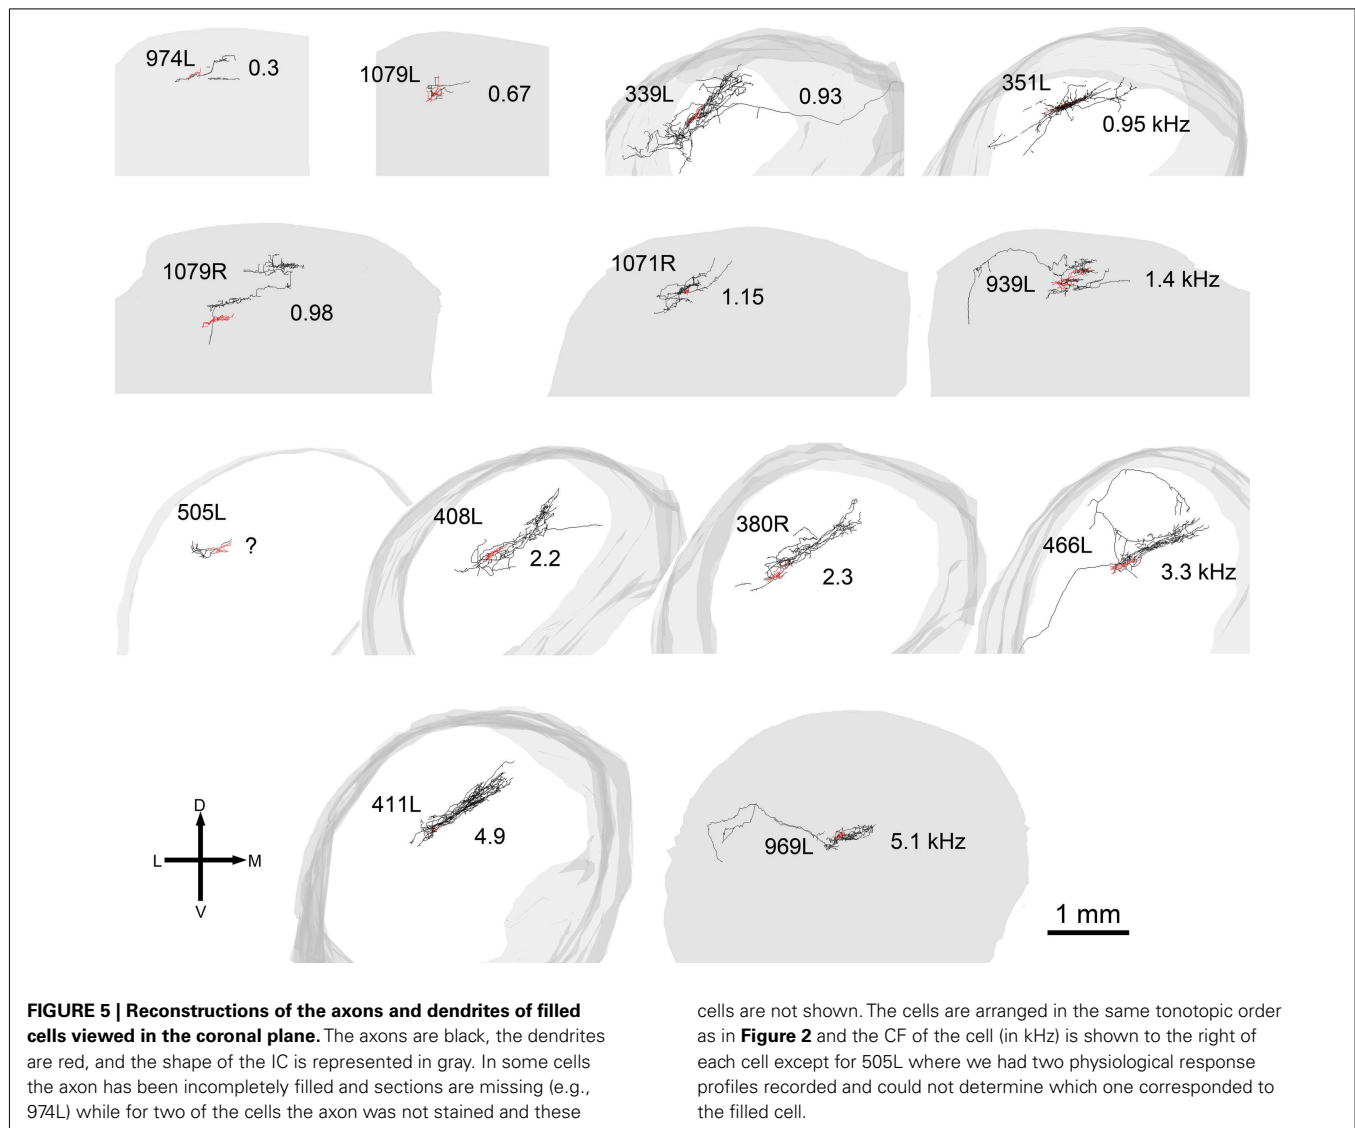 974L
0.3
1079L
0.67
339L
0.93
351L
0.95 kHz
1079R
0.98
1071R
1.15
939L
1.4 kHz
505L
?
408L
2.2
380R
2.3
466L
3.3 kHz
411L
4.9
969L
5.1 kHz
D
L
M
V
1 mm
FIGURE 5 | Reconstructions of the axons and dendrites of filled
cells viewed in the coronal plane. The axons are black, the dendrites
are red, and the shape of the IC is represented in gray. In some cells
the axon has been incompletely filled and sections are missing (e.g.,
974L) while for two of the cells the axon was not stained and these
cells are not shown. The cells are arranged in the same tonotopic order
as in Figure 2 and the CF of the cell (in kHz) is shown to the right of
each cell except for 505L where we had two physiological response
profiles recorded and could not determine which one corresponded to
the filled cell.